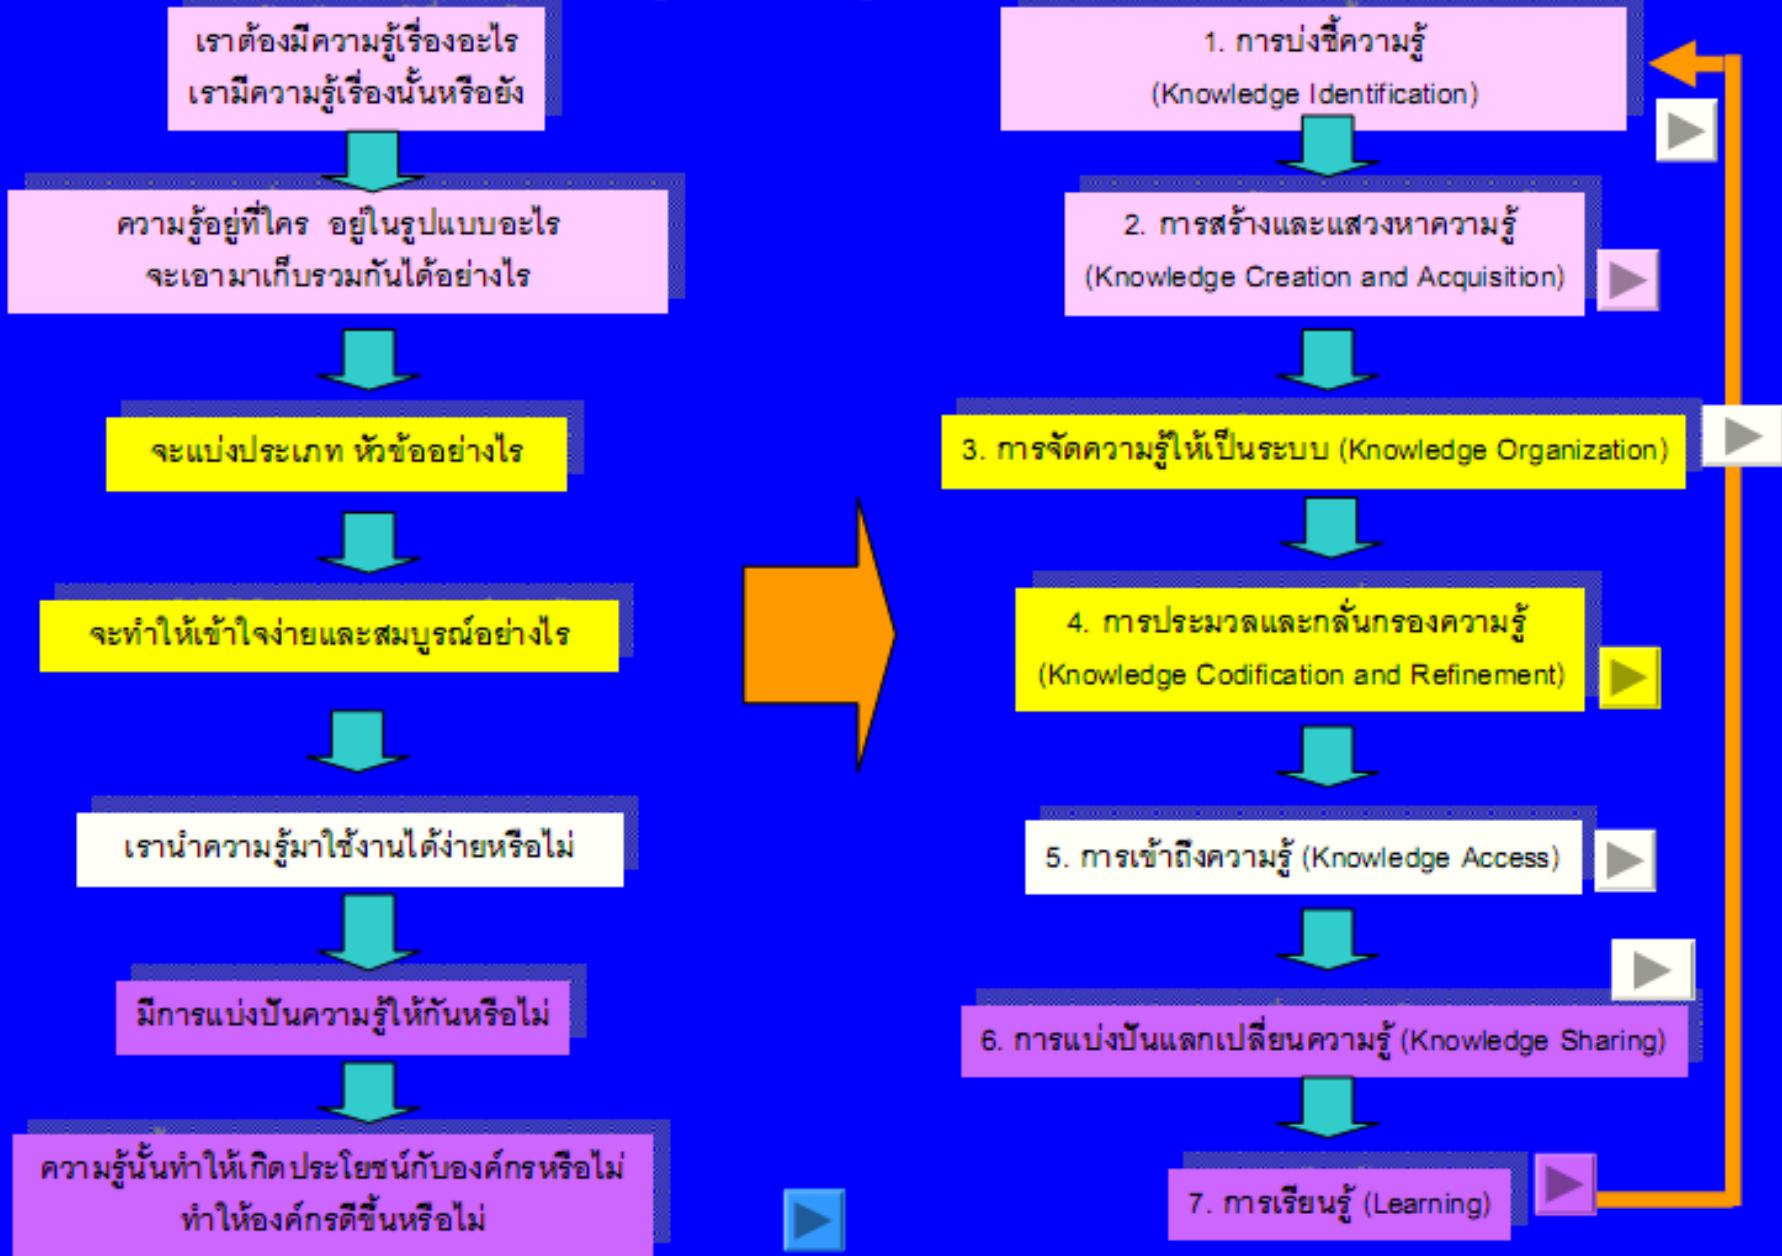 เราต้องมีความรู้เรื่องอะไร
เรามีความรู้เรื่องนั้นหรือยัง
ความรู้อยู่ที่ใคร อยู่ในรูปแบบอะไร
จะเอามาเก็บรวมกันได้อย่างไร
จะแบ่งประเภท หัวข้ออย่างไร
จะทำให้เข้าใจง่ายและสมบูรณ์อย่างไร
เรานำความรู้มาใช้งานได้ง่ายหรือไม่
มีการแบ่งปันความรู้ให้กันหรือไม่
ความรู้นั้นทำให้เกิดประโยชน์กับองค์กรหรือไม่
ทำให้องค์กรดีขึ้นหรือไม่
1. การบ่งชี้ความรู้
(Knowledge Identification)
2. การสร้างและแสวงหาความรู้
(Knowledge Creation and Acquisition)
3. การจัดความรู้ให้เป็นระบบ (Knowledge Organization)
4. การประมวลและกลั่นกรองความรู้
(Knowledge Codification and Refinement)
5. การเข้าถึงความรู้ (Knowledge Access)
6. การแบ่งปันแลกเปลี่ยนความรู้ (Knowledge Sharing)
7. การเรียนรู้ (Learning)